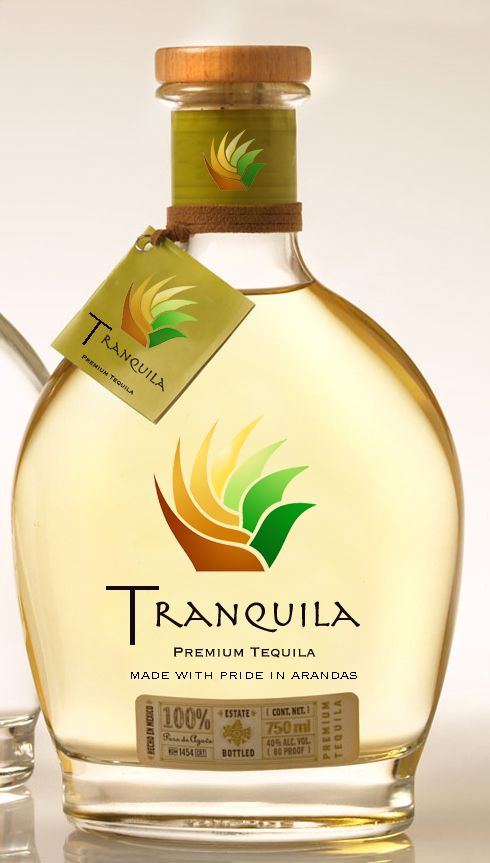 TRANQUILA
PREMIUM TEQUILA
TRANQUILA
PREMIUM TEQUILA
MADE WITH PRIDE IN ARANDAS
HECHO EN MEXICO
100%
Puro de Agave
NOM 1454 CRT
ESTATE
BOTTLED
CONT. NET.
750 ml
40% ALC. VOL.
80 PROOF
PREMIUM
TEQUILA